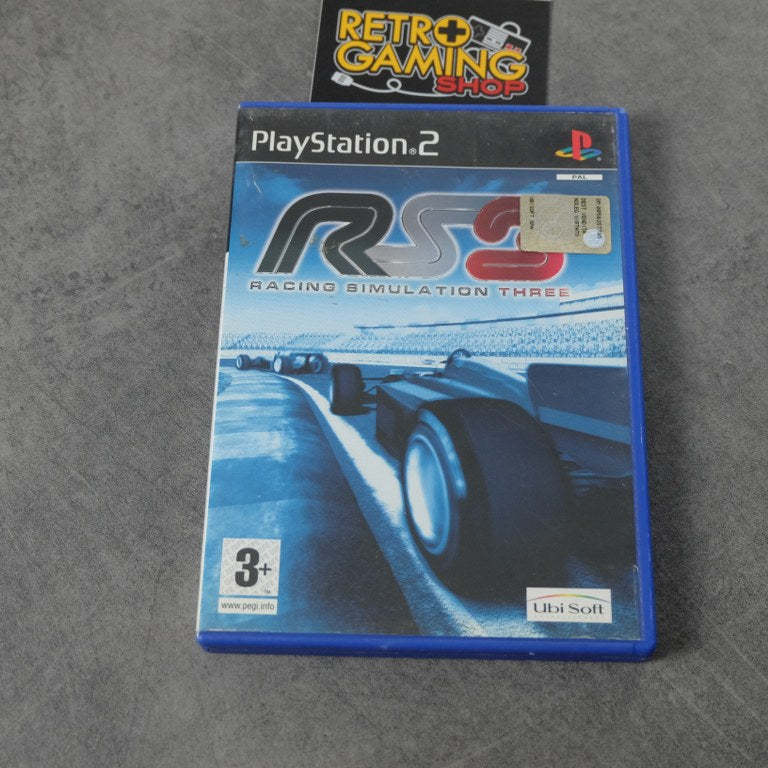 RETRO
GAMING
SHOP
PlayStation®2
PAL
RS3
RACING SIMULATION THREE
3+
www.pegi.info
Ubi Soft